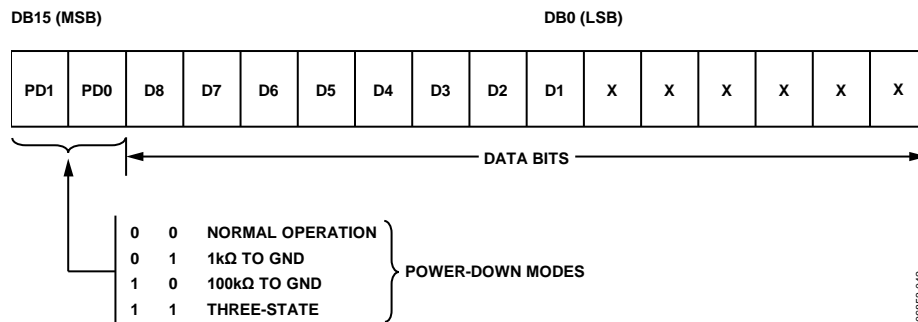 DB15 (MSB) DB0 (LSB)
PD1 PD0 D8 D7 D6 D5 D4 D3 D2 D1 X X X X X X
DATA BITS
0 0 NORMAL OPERATION
0 1 1kΩ TO GND
1 0 100kΩ TO GND
1 1 THREE-STATE
POWER-DOWN MODES